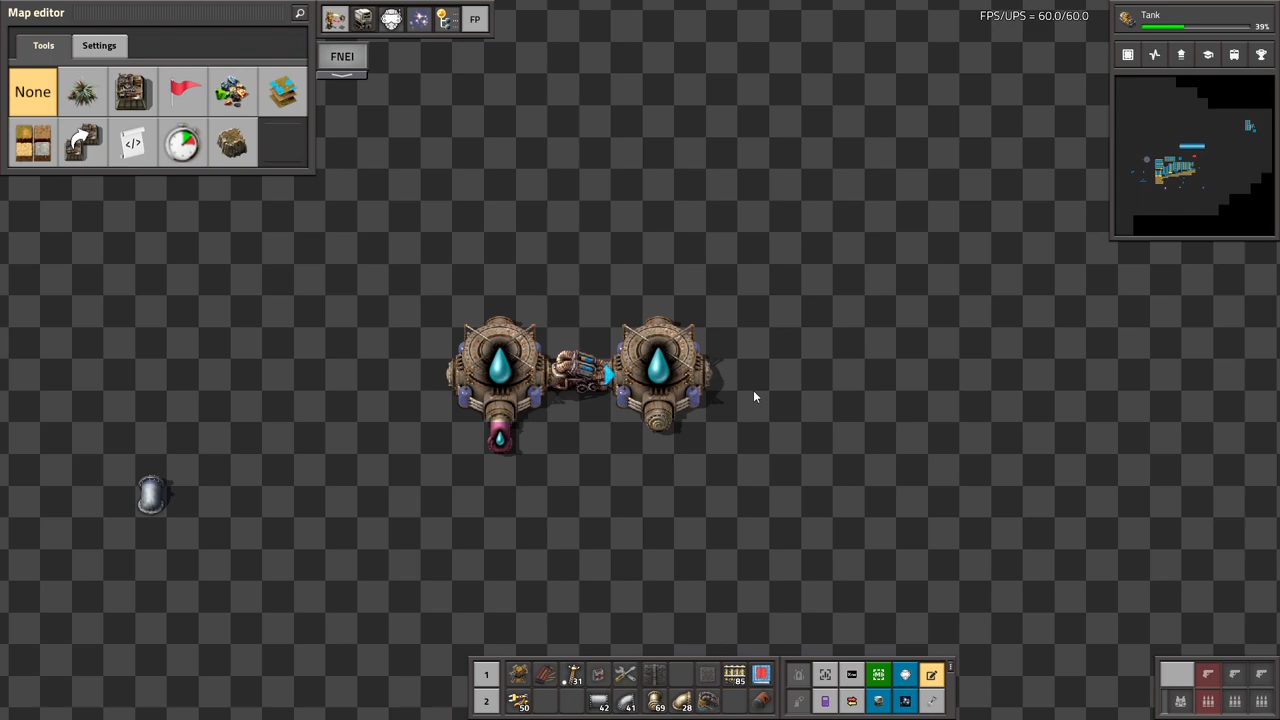 Map editor
Tools Settings
None
</>
FP
FNEI
FPS/UPS = 60.0/60.0
Tank
39%
1
31
85
2
50
42
41
69
28